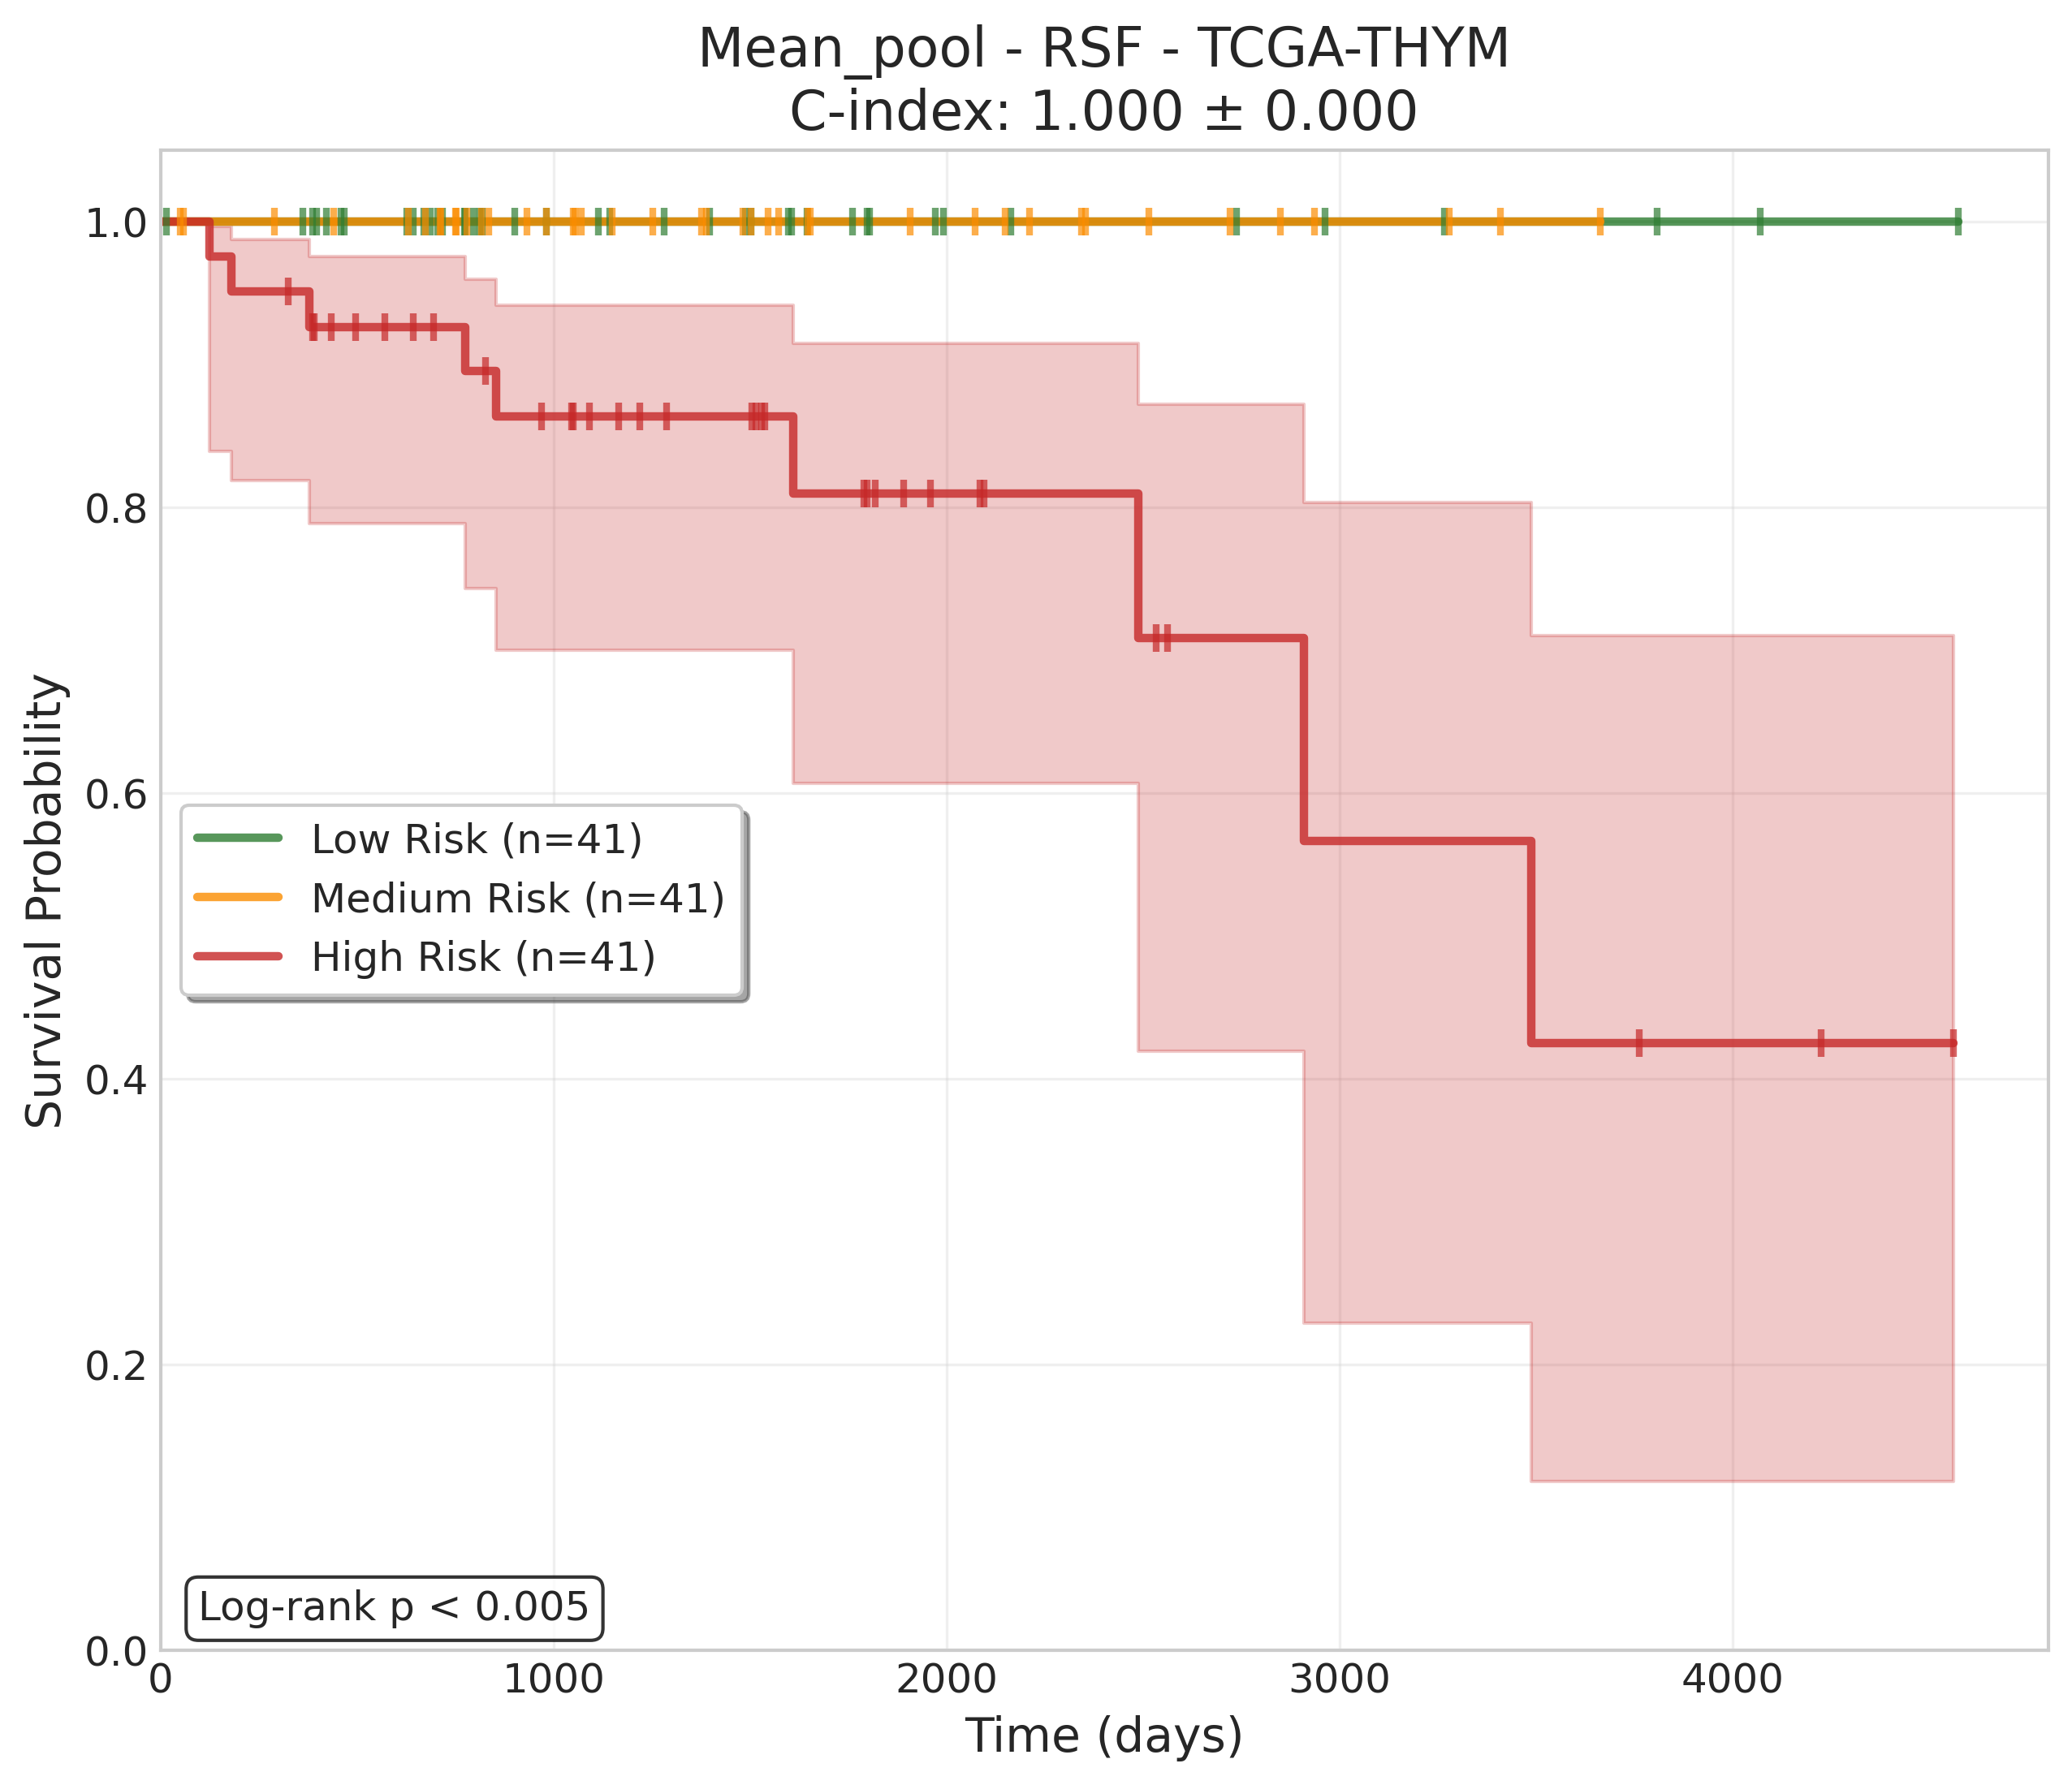 Mean_pool - RSF - TCGA-THYM
C-index: 1.000 ± 0.000
Survival Probability
1.0
0.8
0.6
0.4
0.2
0.0
Low Risk (n=41)
Medium Risk (n=41)
High Risk (n=41)
Log-rank p < 0.005
0
1000
2000
3000
4000
Time (days)